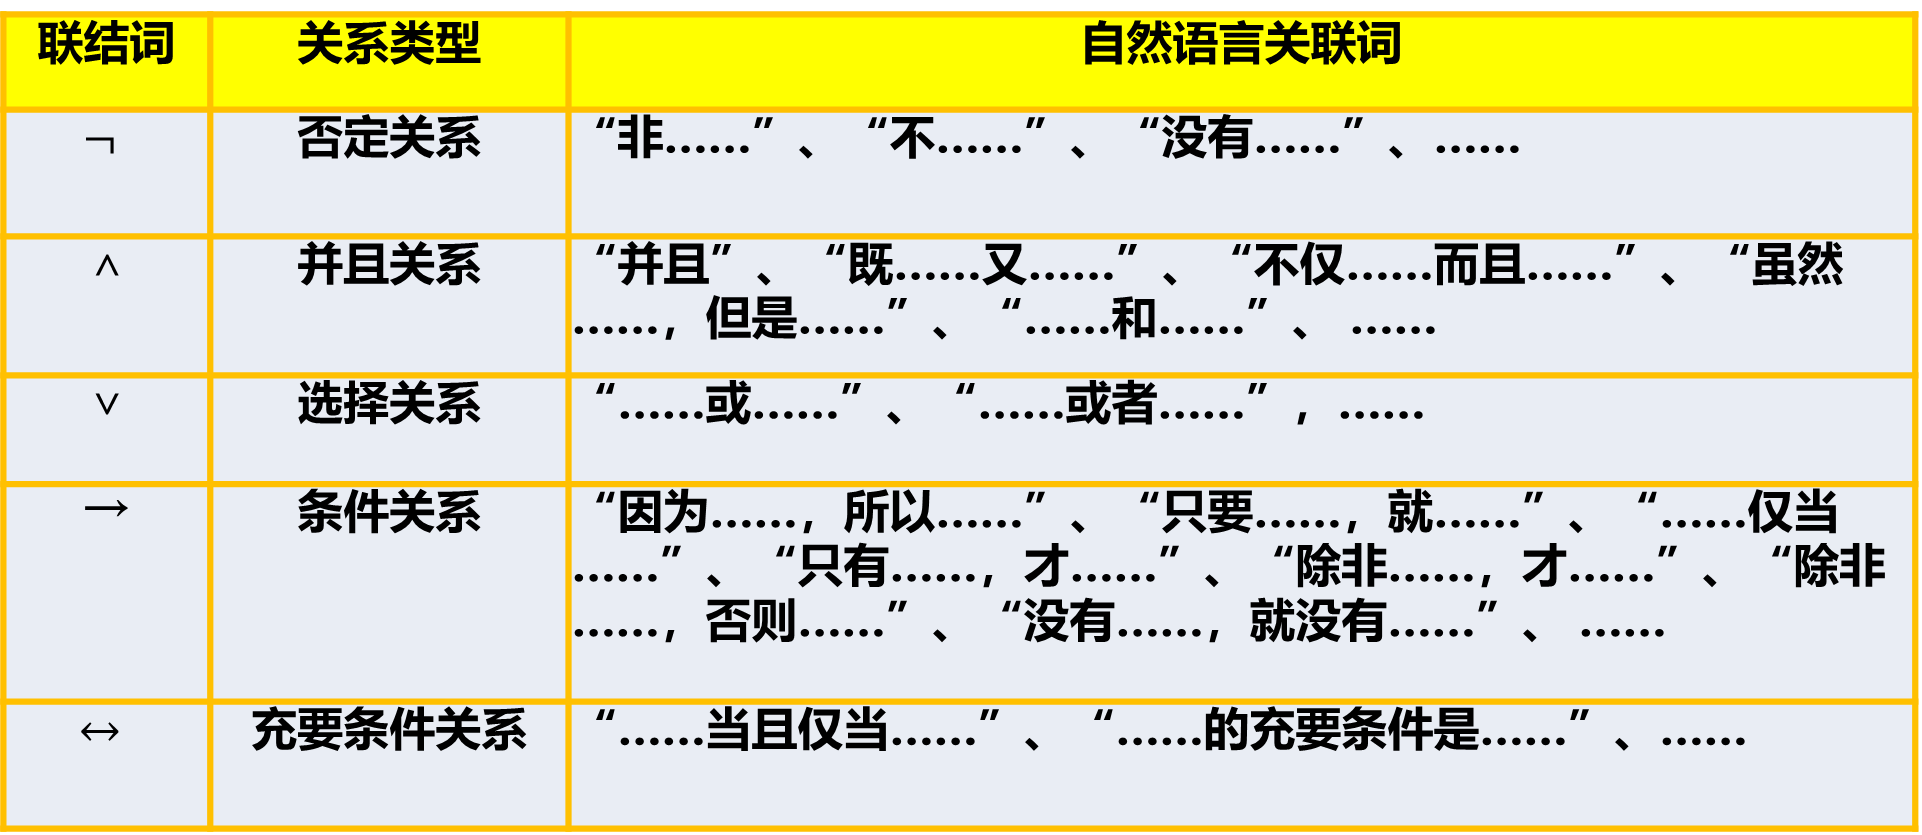 联结词 关系类型 自然语言关联词
¬ 否定关系 “非……”、“不……”、“没有……”、……
∧ 并且关系 “并且”、“既……又……”、“不仅……而且……”、“虽然
……，但是……”、“……和……”、……
∨ 选择关系 “……或……”、“……或者……”，……
→ 条件关系 “因为……，所以……”、“只要……，就……”、“……仅当
……”、“只有……，才……”、“除非……，才……”、“除非
……，否则……”、“没有……，就没有……”、……
↔ 充要条件关系 “……当且仅当……”、“……的充要条件是……”、……